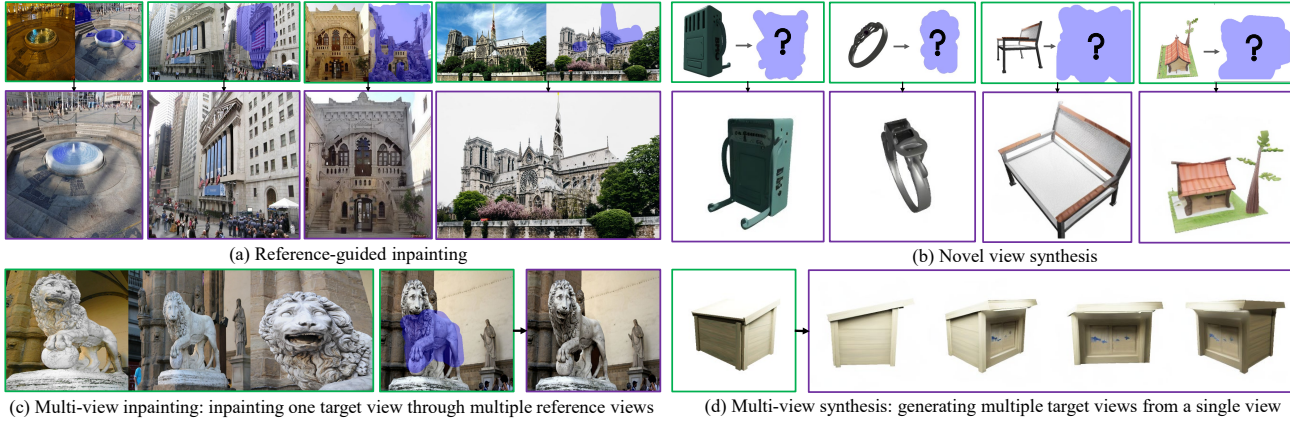 ? ? ? ?
(a) Reference-guided inpainting
(b) Novel view synthesis
(c) Multi-view inpainting: inpainting one target view through multiple reference views
(d) Multi-view synthesis: generating multiple target views from a single view